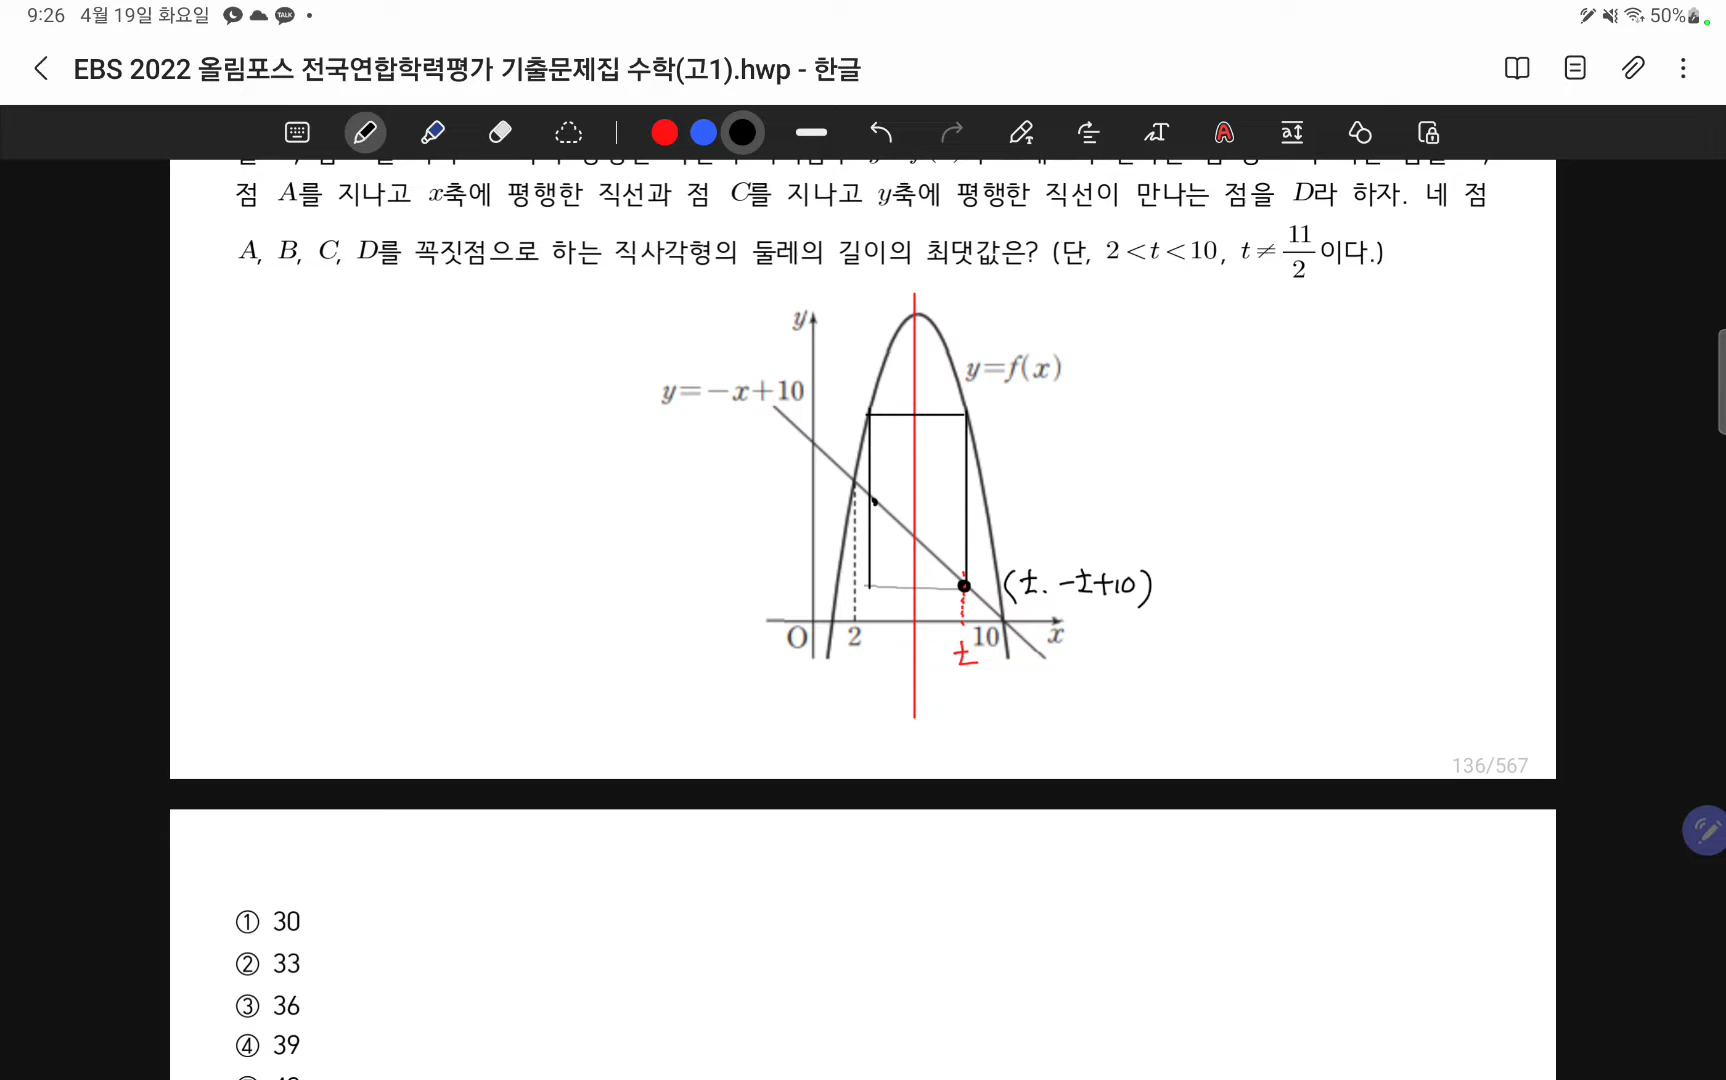 9:26 4월 19일 화요일 TALK 50%
EBS 2022 올림포스 전국연합학력평가 기출문제집 수학(고1).hwp - 한글
점 A를 지나고 x축에 평행한 직선과 점 C를 지나고 y축에 평행한 직선이 만나는 점을 D라 하자. 네 점
A, B, C, D를 꼭짓점으로 하는 직사각형의 둘레의 길이의 최댓값은? (단, 2<t<10, t≠11/2이다.)
y
y=f(x)
y=-x+10
(t. -t+10)
O 2 10 x
t
136/567
① 30
② 33
③ 36
④ 39